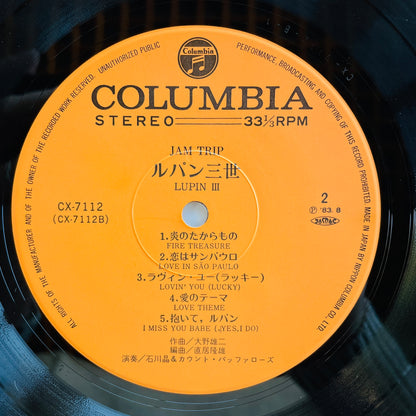 Columbia
COLUMBIA
STEREO 33⅓RPM
JAM TRIP
ルパン三世
LUPIN III
CX-7112
(CX-7112B)
2
Ⓟ '83. 8
1.炎のたからもの
FIRE TREASURE
2.恋はサンパウロ
LOVE IN SÃO PAULO
3.ラヴィン・ユー(ラッキー)
LOVIN' YOU (LUCKY)
4.愛のテーマ
LOVE THEME
5.抱いて, ルパン
I MISS YOU BABE (,YES,I DO)
作曲/大野雄二
編曲/直居隆雄
演奏/石川晶&カウント・バッファローズ
ALL RIGHTS OF THE MANUFACTURER AND OF THE OWNER OF THE RECORDED WORK RESERVED. UNAUTHORIZED PUBLIC PERFORMANCE, BROADCASTING AND COPYING OF THIS RECORD PROHIBITED. MADE IN JAPAN BY NIPPON COLUMBIA CO., LTD.